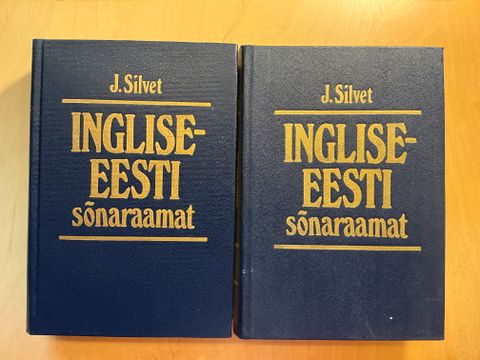 J. Silvet
INGLISE-
EESTI
sõnaraamat
J. Silvet
INGLISE-
EESTI
sõnaraamat